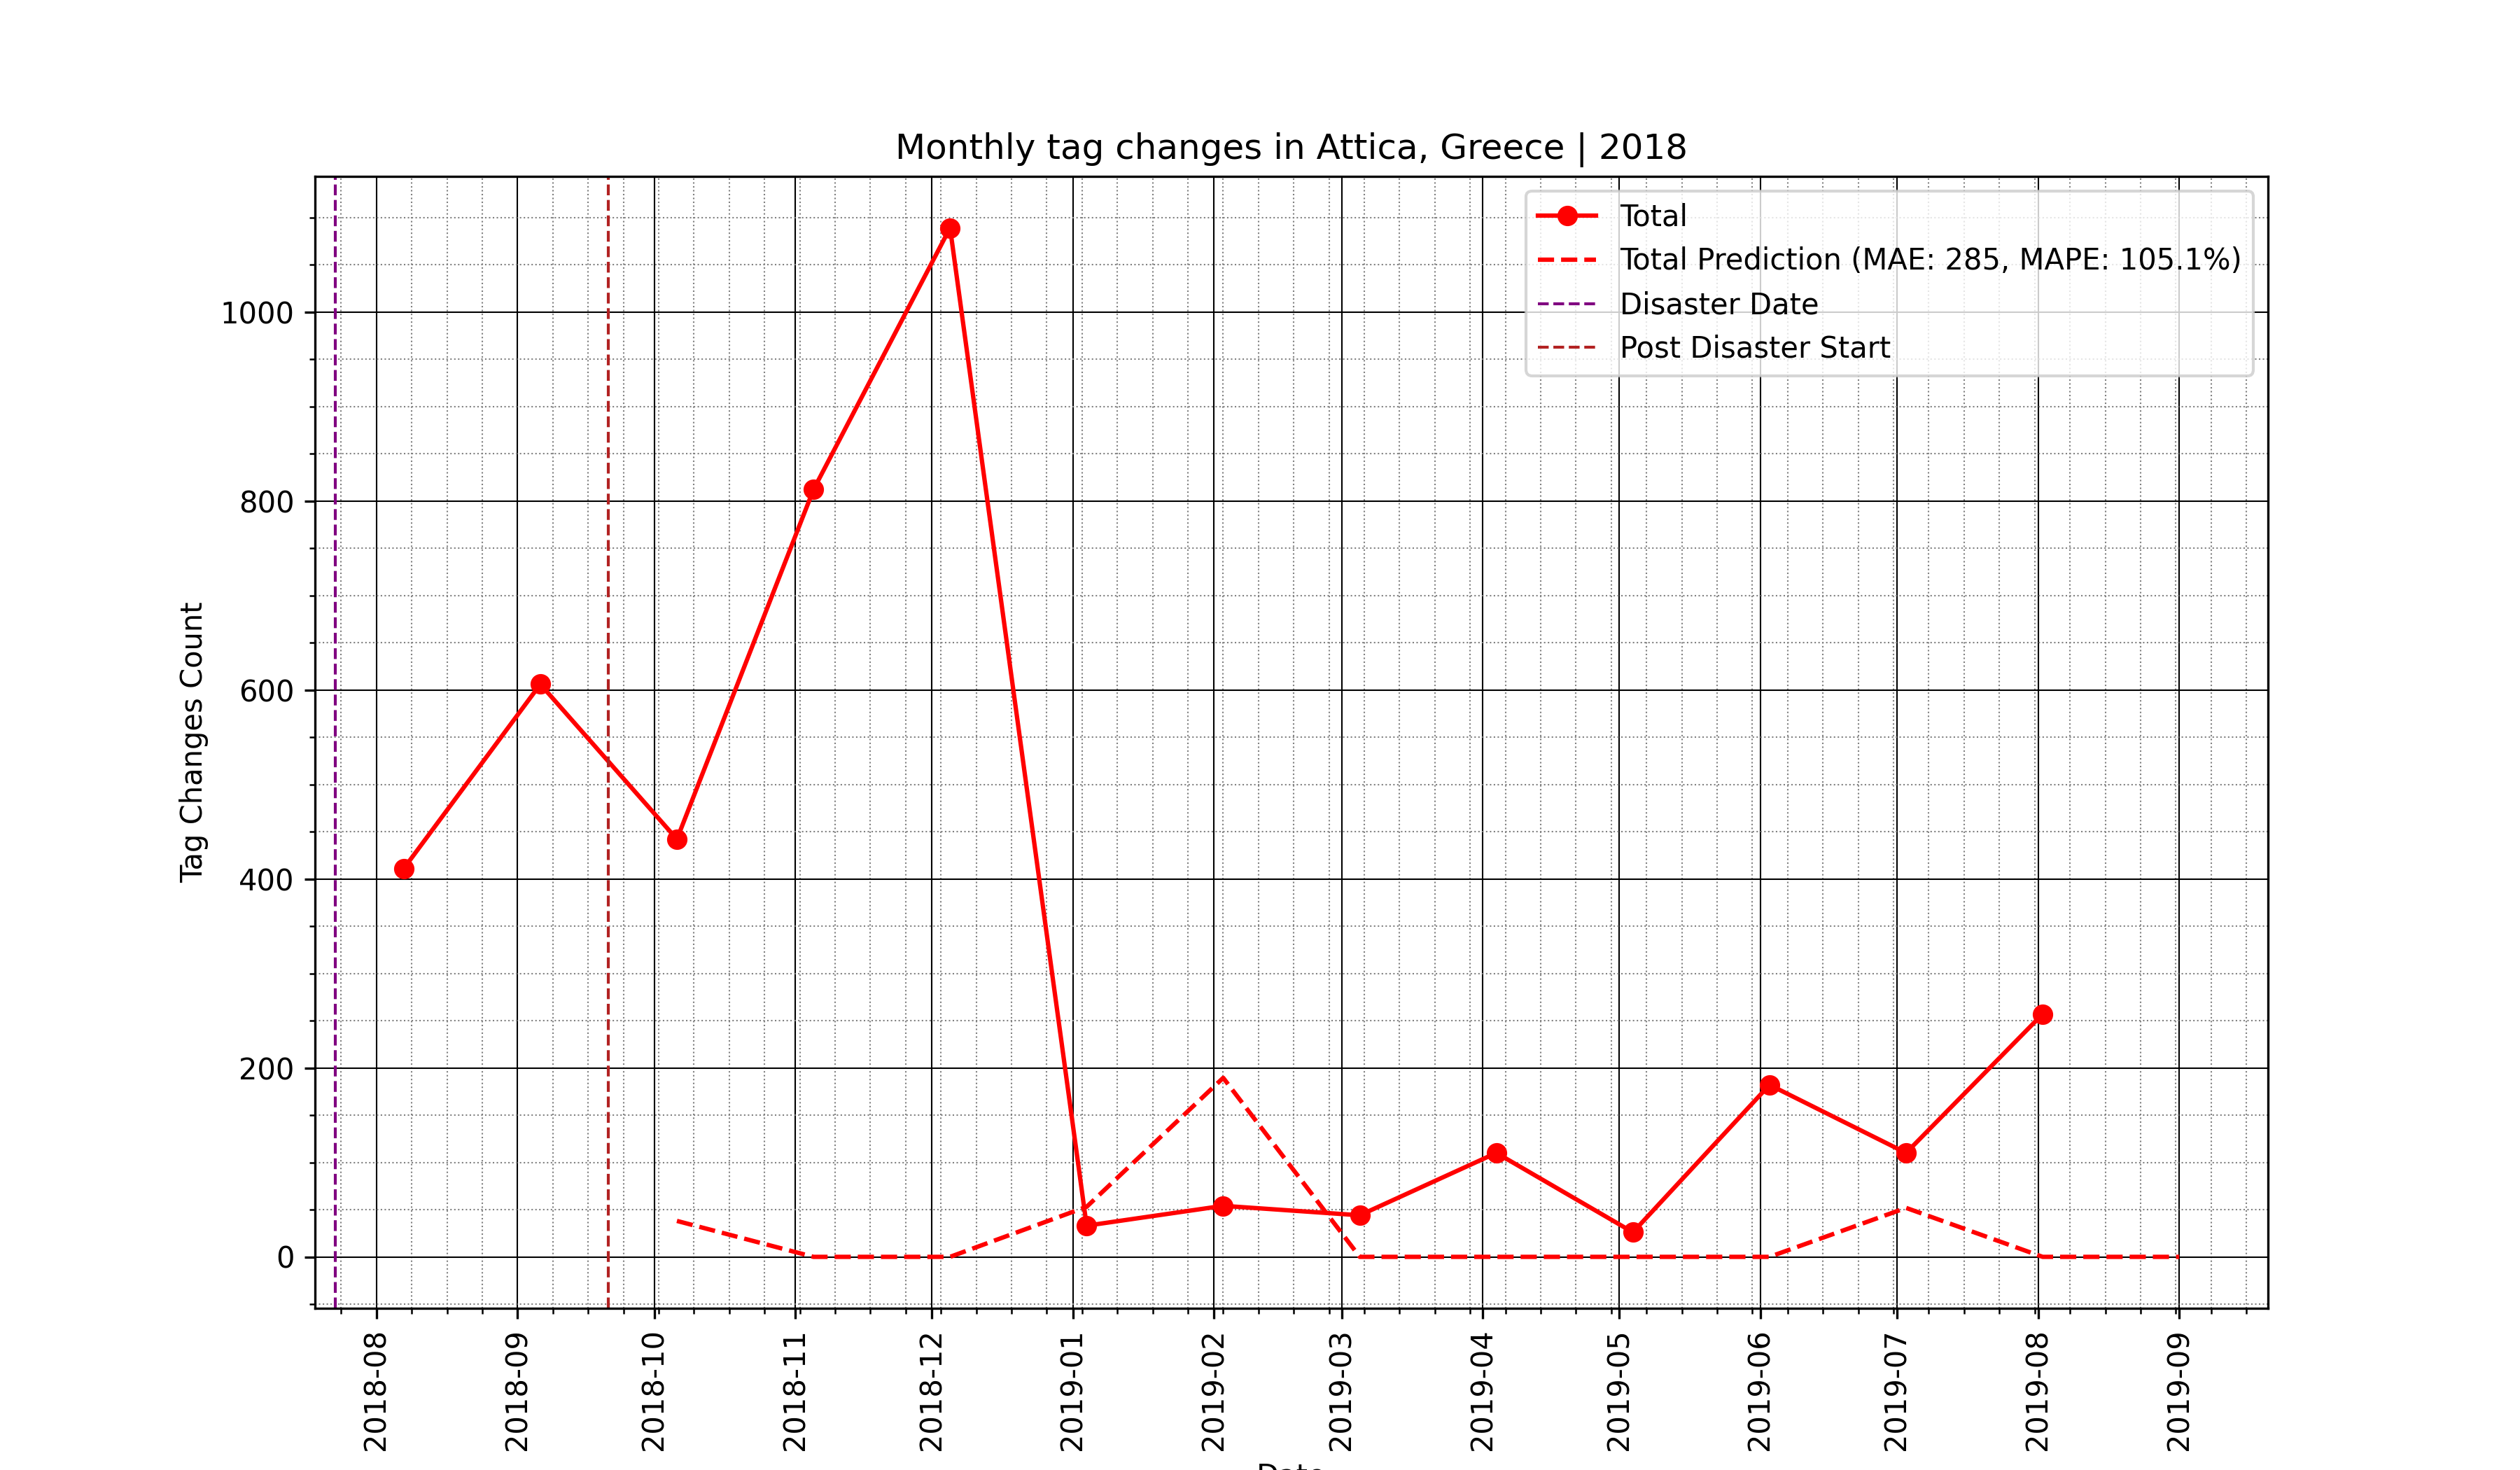 Monthly tag changes in Attica, Greece | 2018
Total
Total Prediction (MAE: 285, MAPE: 105.1%)
Disaster Date
Post Disaster Start
Tag Changes Count
1000
800
600
400
200
0
2018-08
2018-09
2018-10
2018-11
2018-12
2019-01
2019-02
2019-03
2019-04
2019-05
2019-06
2019-07
2019-08
2019-09
Date